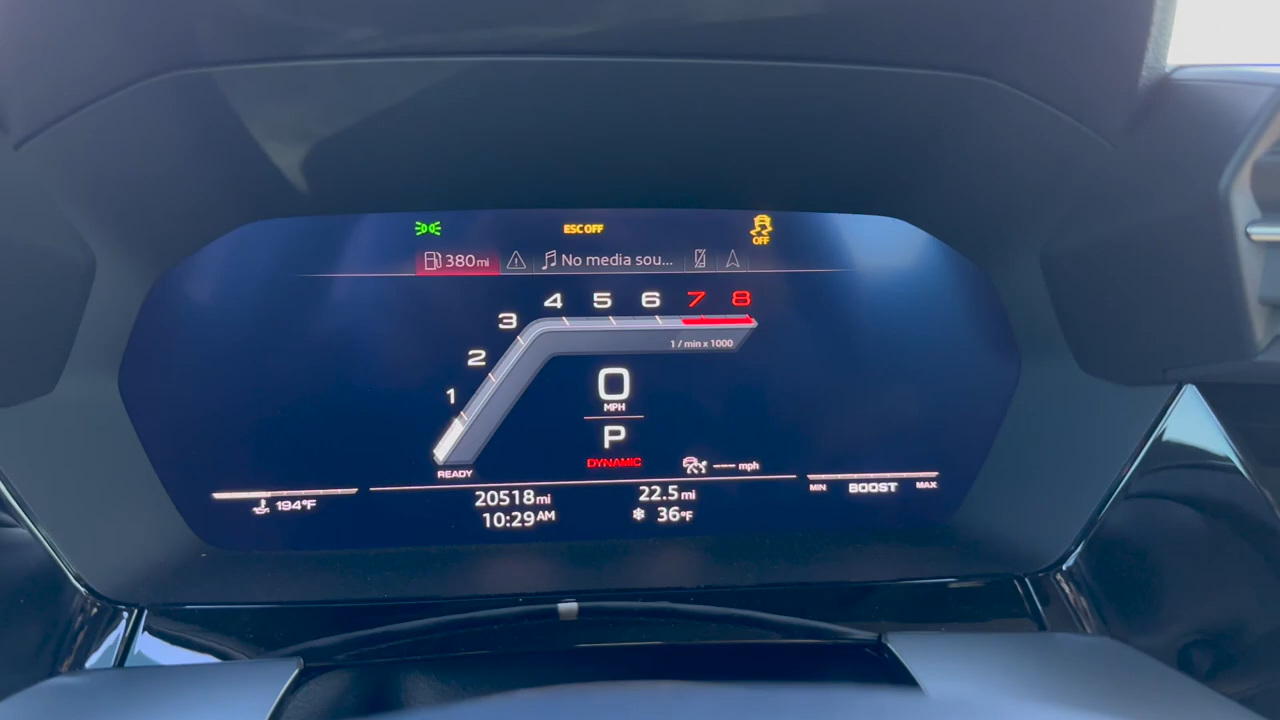 ESC OFF
OFF
380mi
No media sou...
1 2 3 4 5 6 7 8
1 / min x 1000
0
MPH
P
DYNAMIC
READY
--- mph
194°F
20518mi
22.5mi
10:29AM
36°F
MIN BOOST MAX